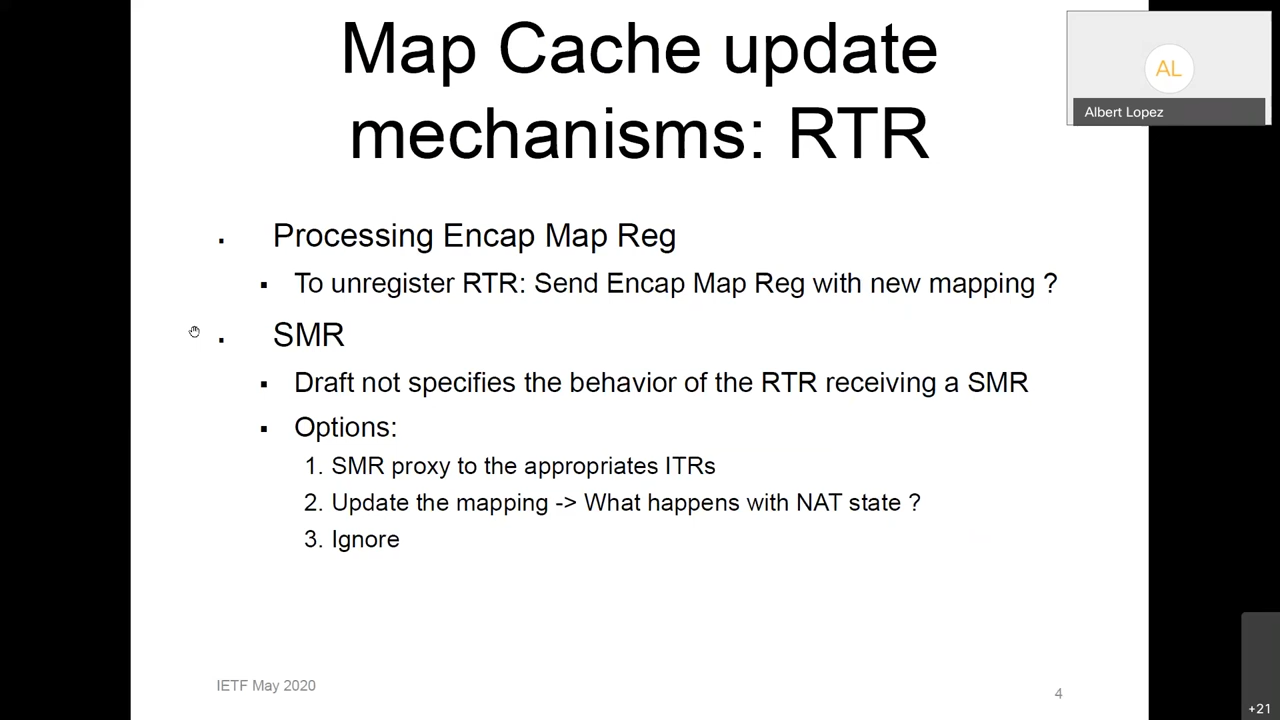 Map Cache update
mechanisms: RTR
AL
Albert Lopez
Processing Encap Map Reg
To unregister RTR: Send Encap Map Reg with new mapping ?
SMR
Draft not specifies the behavior of the RTR receiving a SMR
Options:
1. SMR proxy to the appropriates ITRs
2. Update the mapping -> What happens with NAT state ?
3. Ignore
IETF May 2020
4
+21